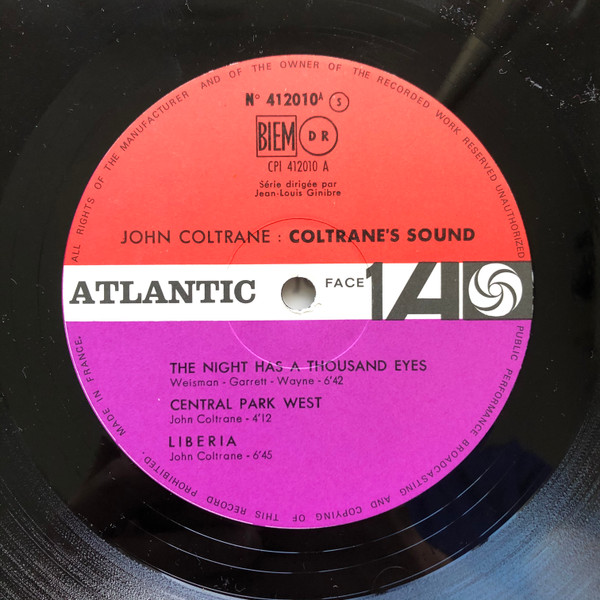 ALL RIGHTS OF THE MANUFACTURER AND OF THE OWNER OF THE RECORDED WORK RESERVED UNAUTHORIZED
PUBLIC PERFORMANCE BROADCASTING AND COPYING OF THIS RECORD PROHIBITED. MADE IN FRANCE.
N° 412010A S
BIEM DR
CPI 412010 A
Série dirigée par
Jean-Louis Ginibre
JOHN COLTRANE : COLTRANE'S SOUND
ATLANTIC FACE 1 A
THE NIGHT HAS A THOUSAND EYES
Weisman - Garrett - Wayne - 6'42
CENTRAL PARK WEST
John Coltrane - 4'12
LIBERIA
John Coltrane - 6'45